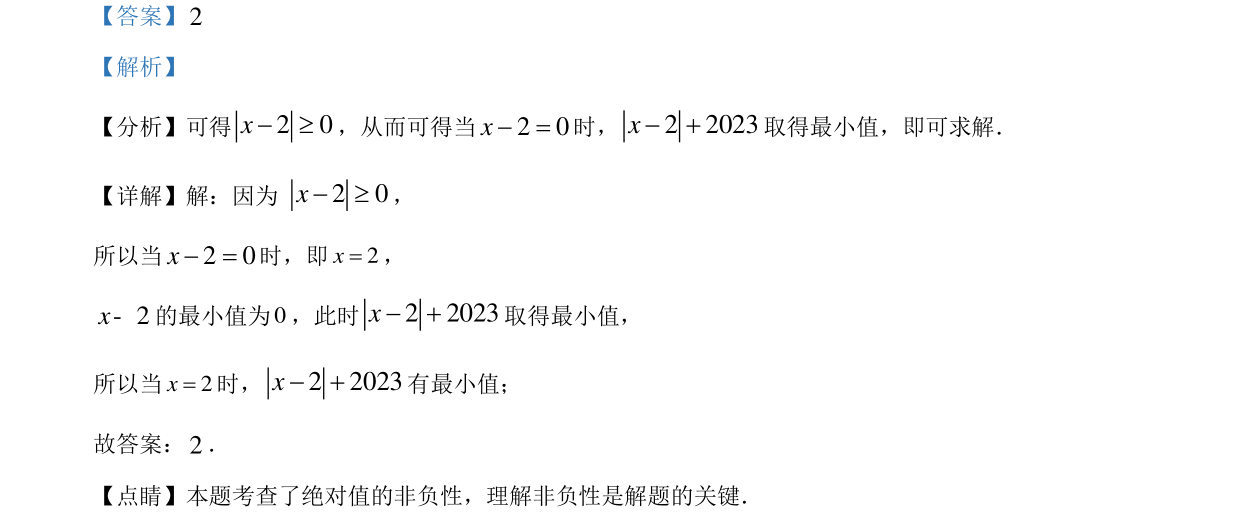 【答案】2
【解析】
【分析】可得|x−2|≥0，从而可得当x−2=0时，|x−2|+2023取得最小值，即可求解．
【详解】解：因为 |x−2|≥0，
所以当x−2=0时，即x=2，
x- 2的最小值为0，此时|x−2|+2023取得最小值，
所以当x=2时，|x−2|+2023有最小值；
故答案：2．
【点睛】本题考查了绝对值的非负性，理解非负性是解题的关键．